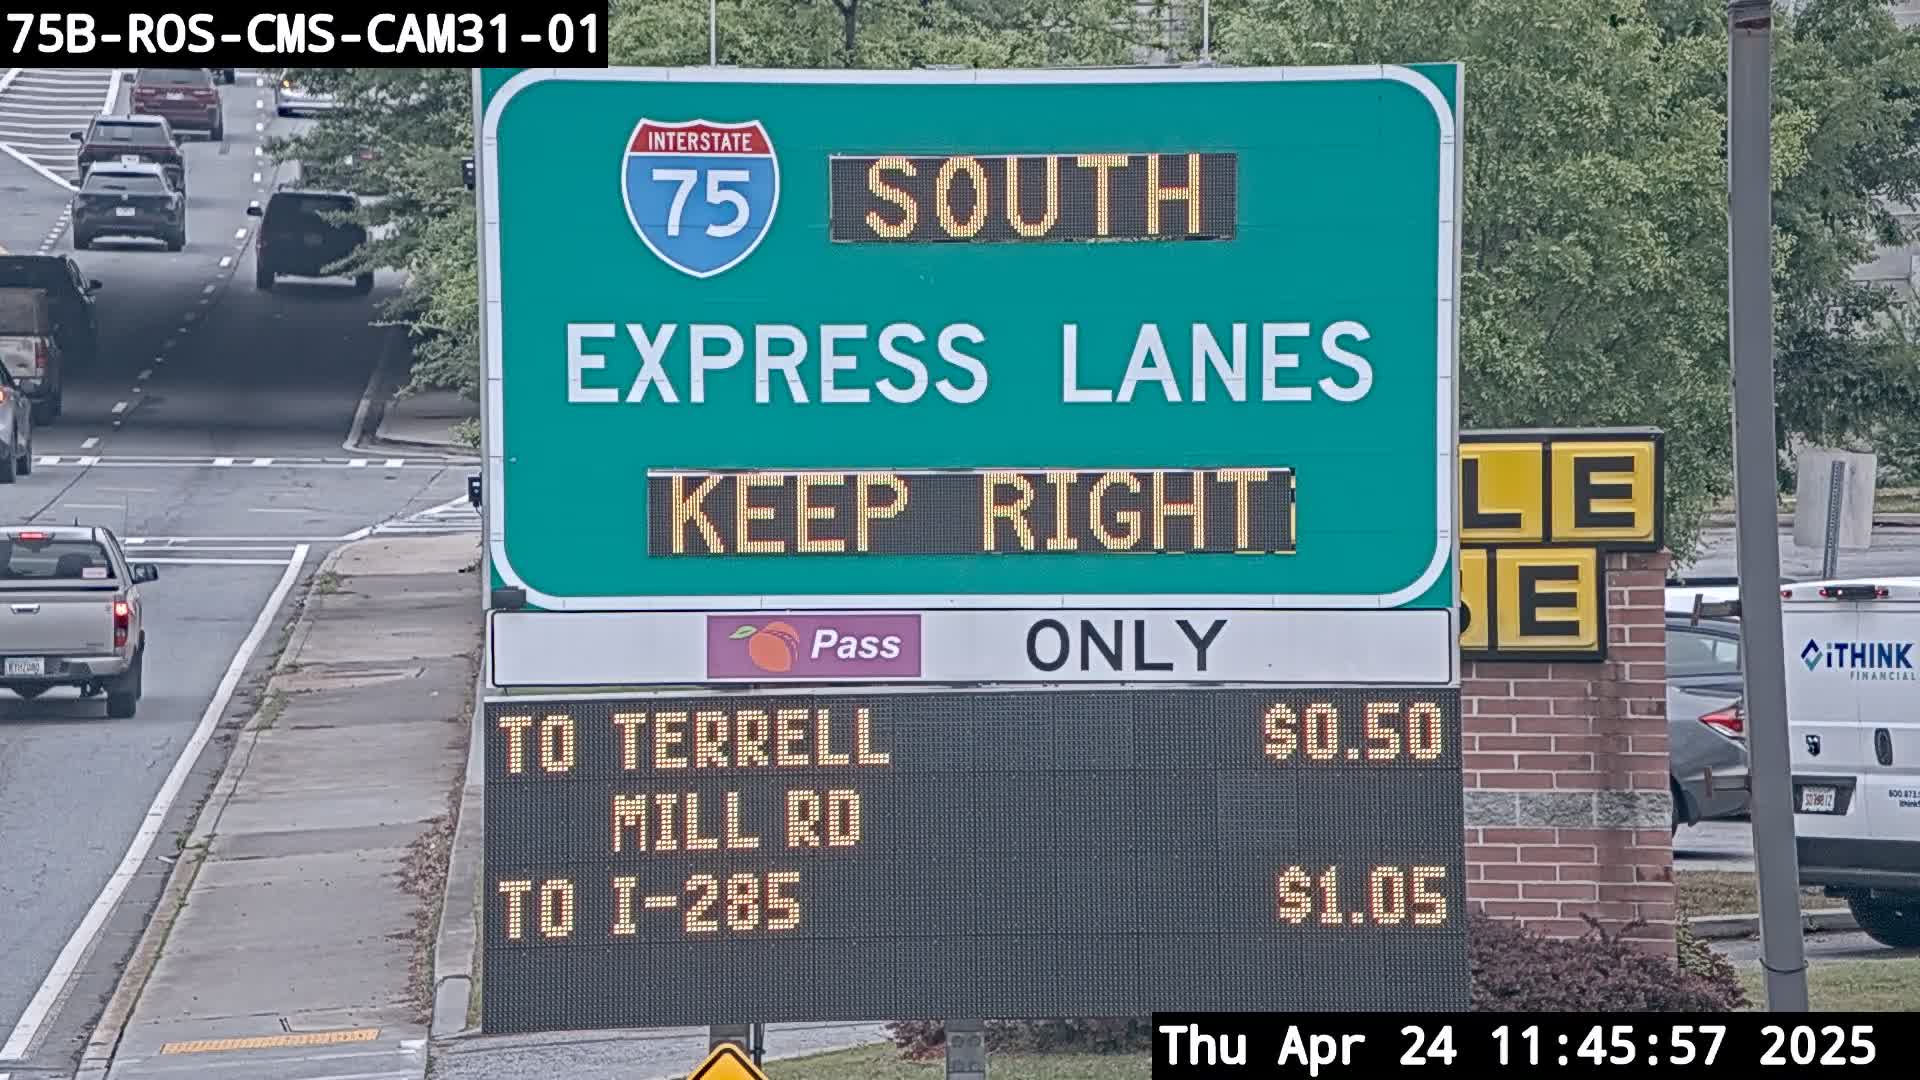 75B-ROS-CMS-CAM31-01
INTERSTATE
75
SOUTH
EXPRESS LANES
KEEP RIGHT
Pass ONLY
LE
E
iTHINK
FINANCIAL
TO TERRELL $0.50
MILL RD
TO I-285 $1.05
Thu Apr 24 11:45:57 2025